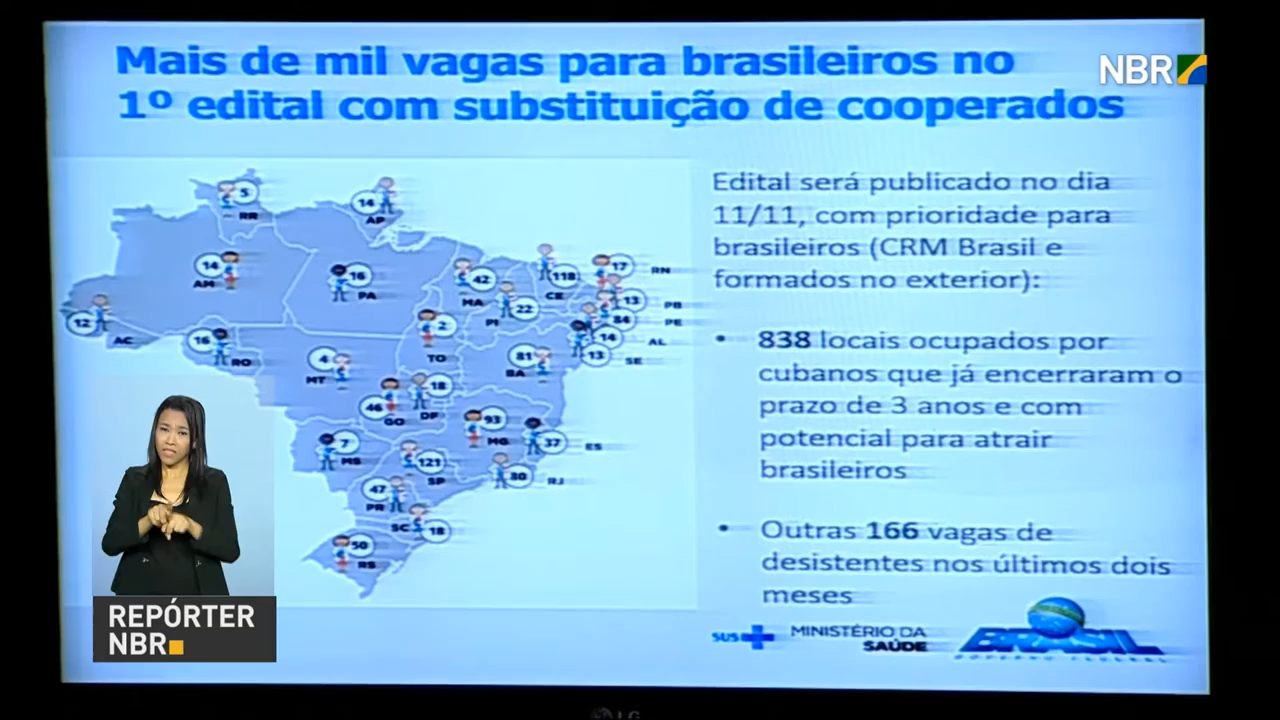 Mais de mil vagas para brasileiros no
1º edital com substituição de cooperados
NBR
Edital será publicado no dia
11/11, com prioridade para
brasileiros (CRM Brasil e
formados no exterior):
• 838 locais ocupados por
cubanos que já encerraram o
prazo de 3 anos e com
potencial para atrair
brasileiros
• Outras 166 vagas de
desistentes nos últimos dois
meses
5
RR
14
AP
14
AM
16
PA
42
MA
118
CE
17
RN
13
PB
84
PE
22
PI
14
AL
13
SE
12
AC
16
RO
2
TO
4
MT
81
BA
18
DF
46
GO
93
MG
37
ES
7
MS
121
SP
30
RJ
47
PR
SC
18
50
RS
SUS
MINISTÉRIO DA
SAÚDE
BRASIL
GOVERNO FEDERAL
REPÓRTER
NBR
LG